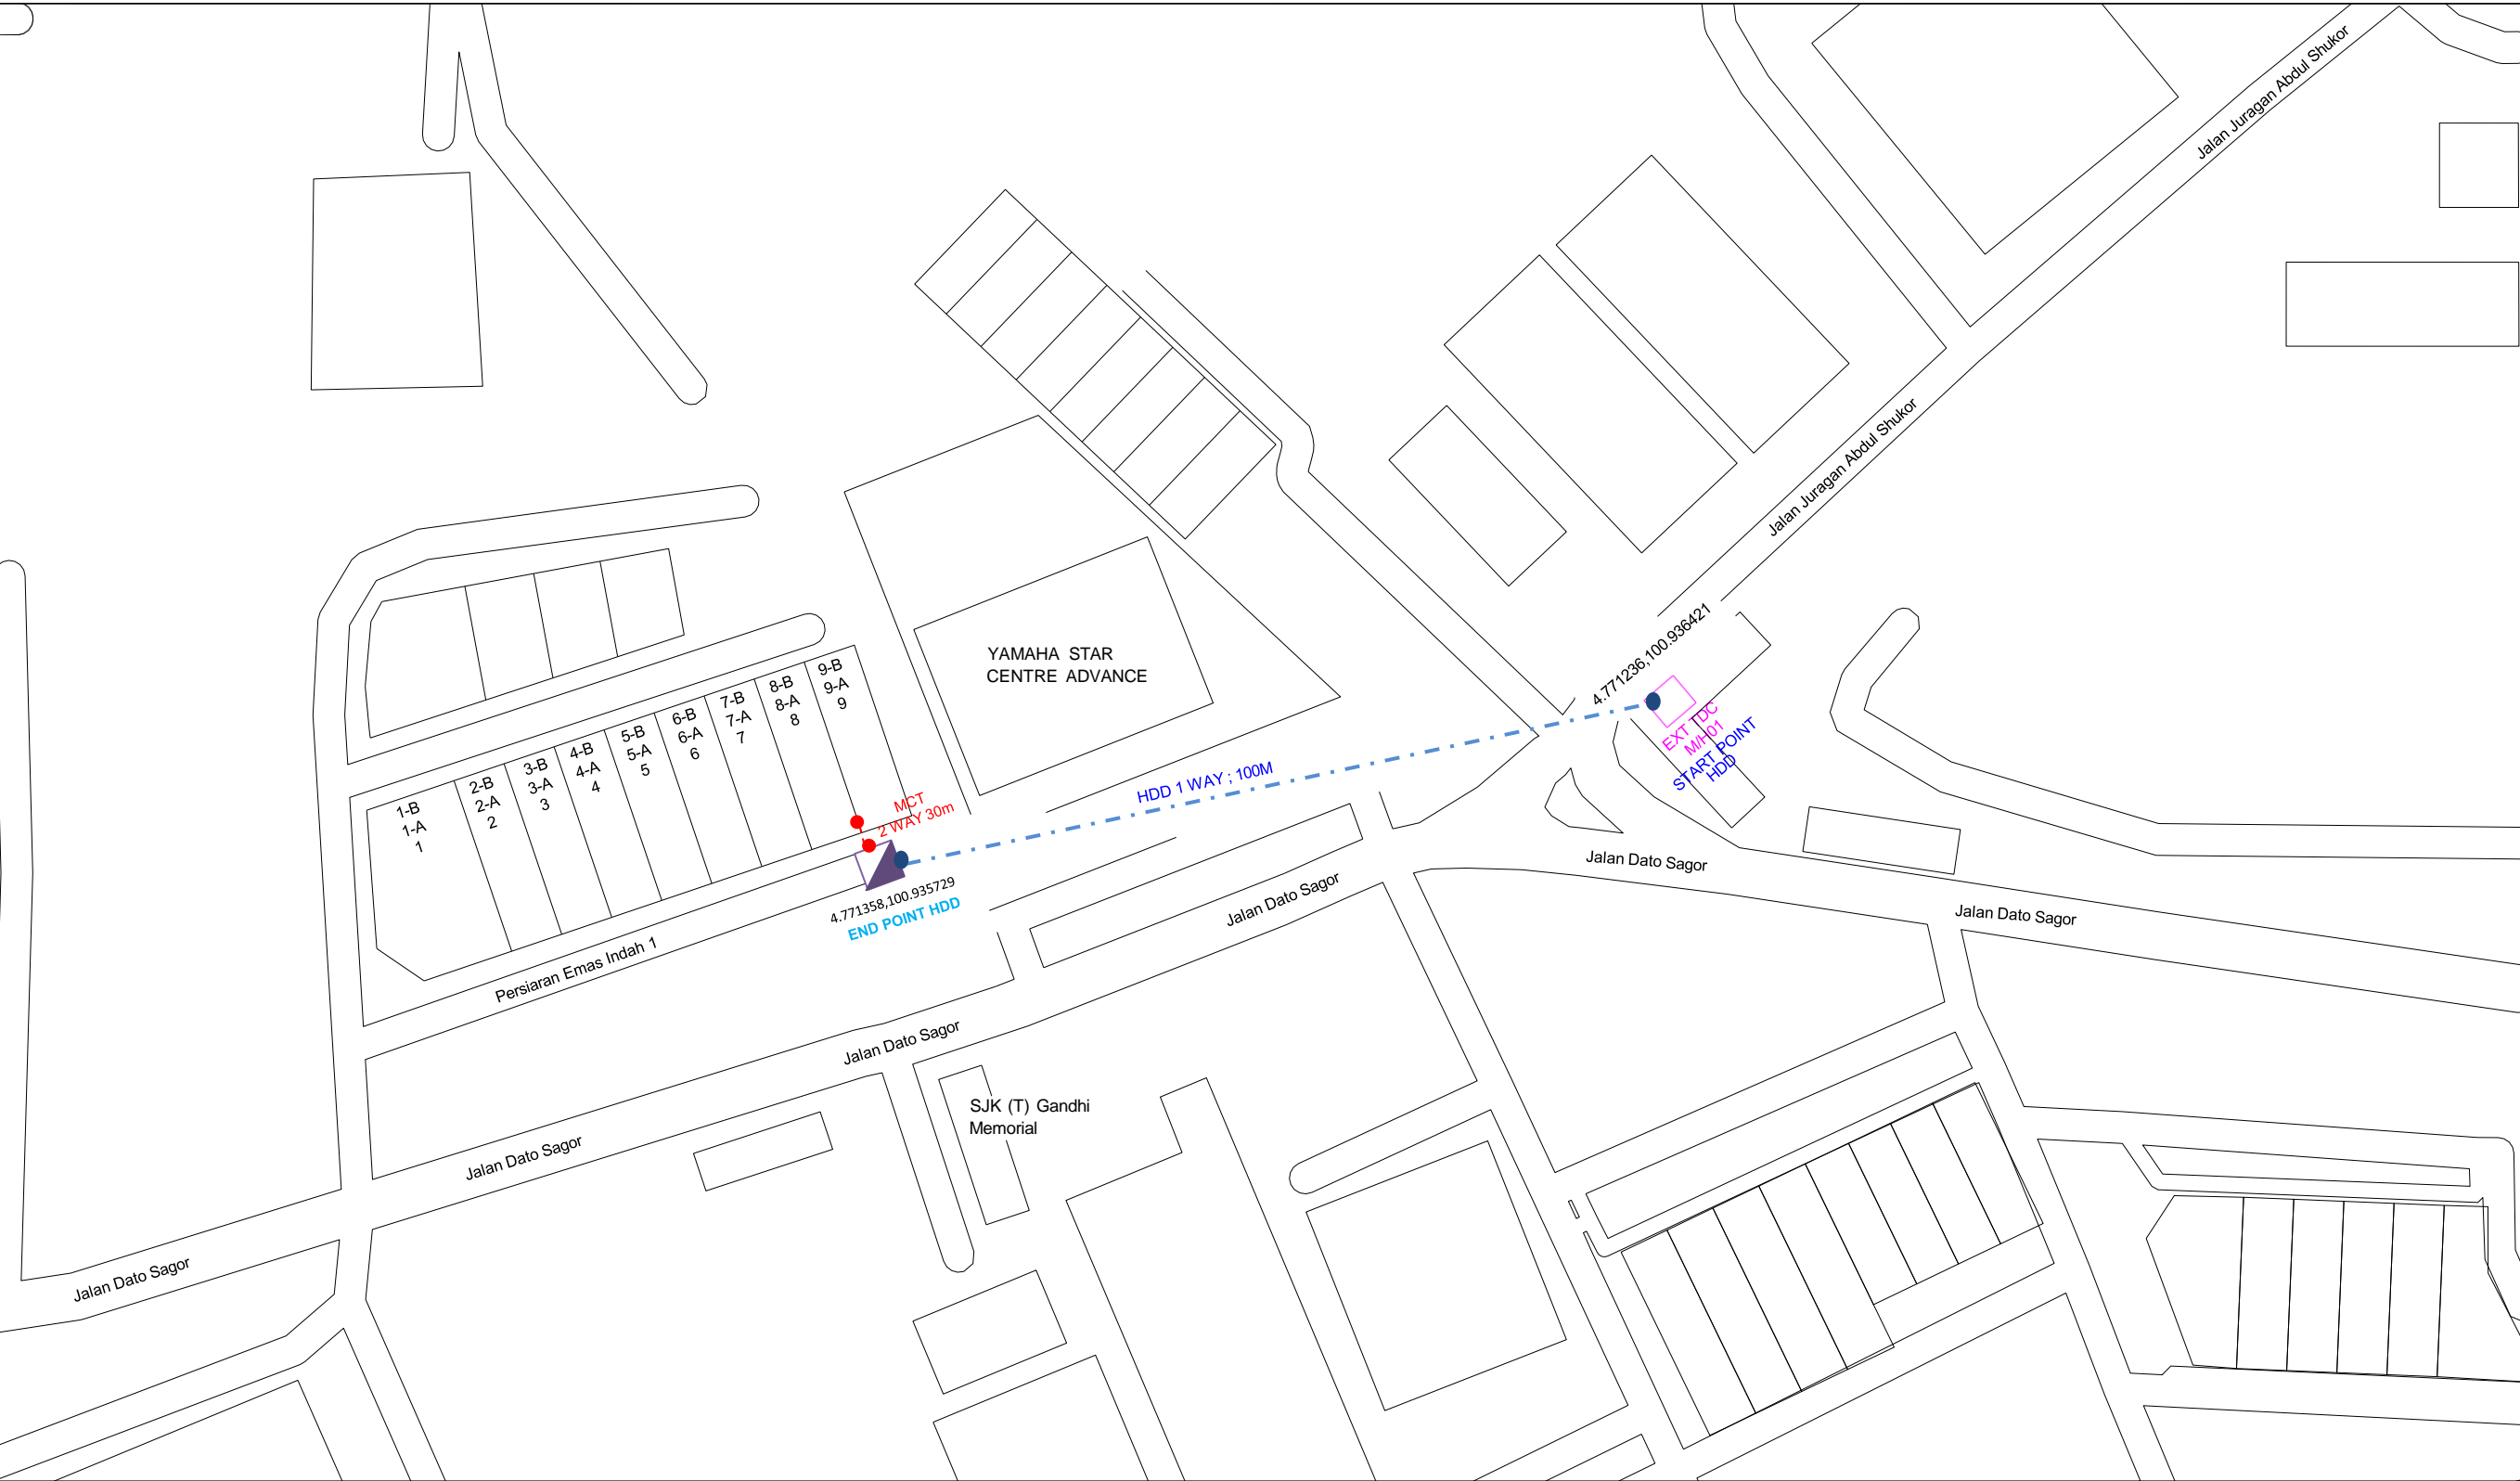 Jalan Juragan Abdul Shukor
Jalan Juragan Abdul Shukor
4.771236,100.936421
YAMAHA STAR
CENTRE ADVANCE
EXT TDC
M/H01
START POINT
HDD
HDD 1 WAY ; 100M
1-B
1-A
1
2-B
2-A
2
3-B
3-A
3
4-B
4-A
4
5-B
5-A
5
6-B
6-A
6
7-B
7-A
7
8-B
8-A
8
9-B
9-A
9
MCT
2 WAY 30m
4.771358,100.935729
END POINT HDD
Persiaran Emas Indah 1
Jalan Dato Sagor
Jalan Dato Sagor
Jalan Dato Sagor
Jalan Dato Sagor
SJK (T) Gandhi
Memorial
Jalan Dato Sagor
Jalan Dato Sagor